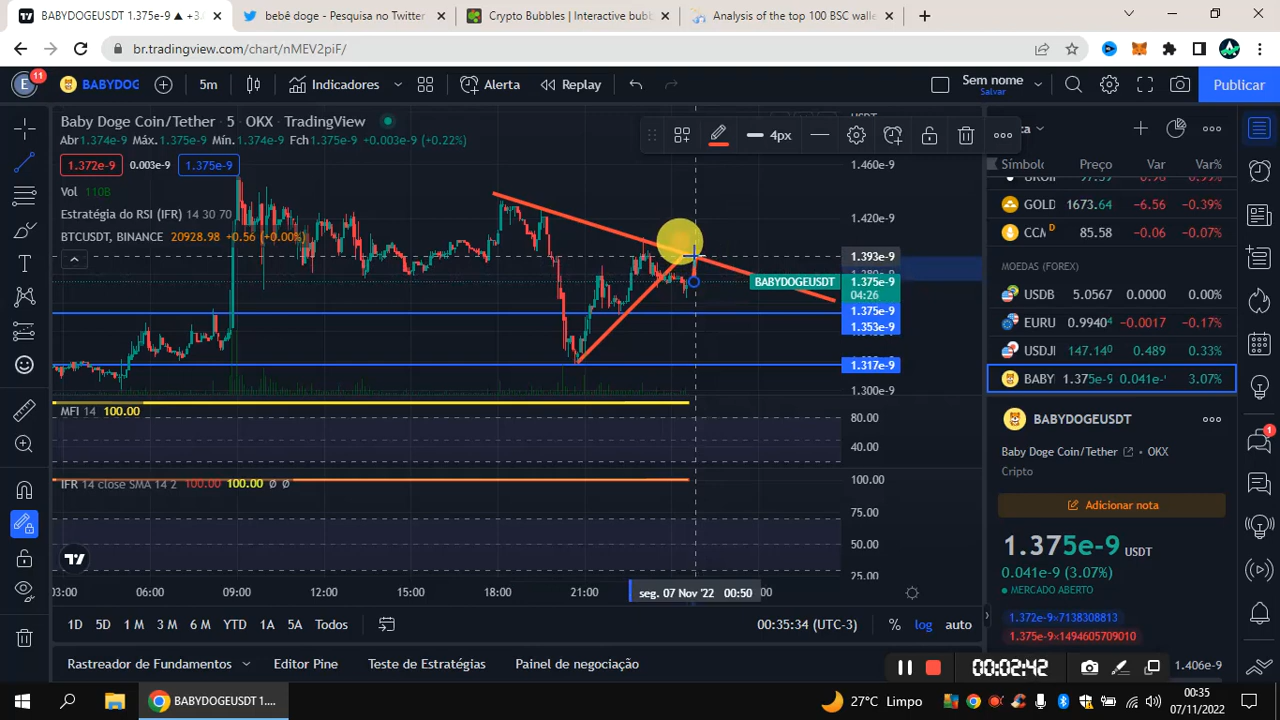 BABYDOGEUSDT 1.375e-9 ▲ +3.
bebê doge - Pesquisa no Twitter
Crypto Bubbles | Interactive bubb
Analysis of the top 100 BSC walle
br.tradingview.com/chart/nMEV2piF/
E
11
BABYDOG
5m
Indicadores
Alerta
Replay
Sem nome
Salvar
Publicar
Baby Doge Coin/Tether · 5 · OKX · TradingView
Abr1.374e-9 Máx.1.375e-9 Mín.1.374e-9 Fch1.375e-9 +0.003e-9 (+0.22%)
1.372e-9 0.003e-9 1.375e-9
Vol 110B
Estratégia do RSI (IFR) 14 30 70
BTCUSDT, BINANCE 20928.98 +0.56 (+0.00%)
4px
1.460e-9
1.420e-9
1.393e-9
BABYDOGEUSDT
1.375e-9
04:26
1.375e-9
1.353e-9
1.317e-9
1.300e-9
MFI 14 100.00
80.00
40.00
IFR 14 close SMA 14 2 100.00 100.00 Ø Ø
100.00
75.00
50.00
25.00
03:00
06:00
09:00
12:00
15:00
18:00
21:00
seg. 07 Nov '22 00:50
1D 5D 1 M 3 M 6 M YTD 1A 5A Todos
00:35:34 (UTC-3)
% log auto
Rastreador de Fundamentos
Editor Pine
Teste de Estratégias
Painel de negociação
Símbolo
Preço
Var
Var%
GOLD 1673.64 -6.56 -0.39%
CCM D 85.58 -0.06 -0.07%
MOEDAS (FOREX)
USDB 5.0567 0.0000 0.00%
EURU 0.99404 -0.0017 -0.17%
USDJ 147.140 0.489 0.33%
BABY 1.375e-9 0.041e- 3.07%
BABYDOGEUSDT
Baby Doge Coin/Tether · OKX
Cripto
Adicionar nota
1.375e-9 USDT
0.041e-9 (3.07%)
MERCADO ABERTO
1.372e-9×7138308813
1.375e-9×1494605709010
1.406e-9
1
00:02:42
BABYDOGEUSDT 1....
27°C Limpo
00:35
07/11/2022